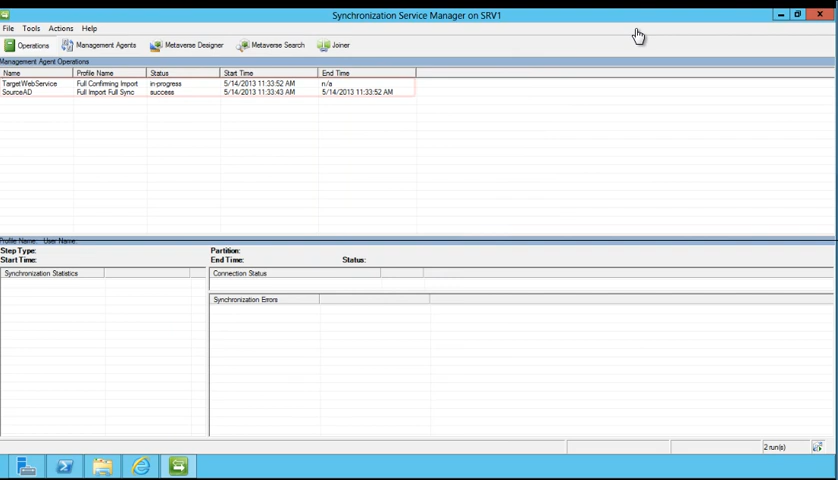 Synchronization Service Manager on SRV1
File Tools Actions Help
Operations Management Agents Metaverse Designer Metaverse Search Joiner
Management Agent Operations
Name Profile Name Status Start Time End Time
TargetWebService Full Confirming Import in-progress 5/14/2013 11:33:52 AM n/a
SourceAD Full Import Full Sync success 5/14/2013 11:33:43 AM 5/14/2013 11:33:52 AM
Profile Name: User Name:
Step Type: Partition:
Start Time: End Time: Status:
Synchronization Statistics Connection Status
Synchronization Errors
2 run(s)